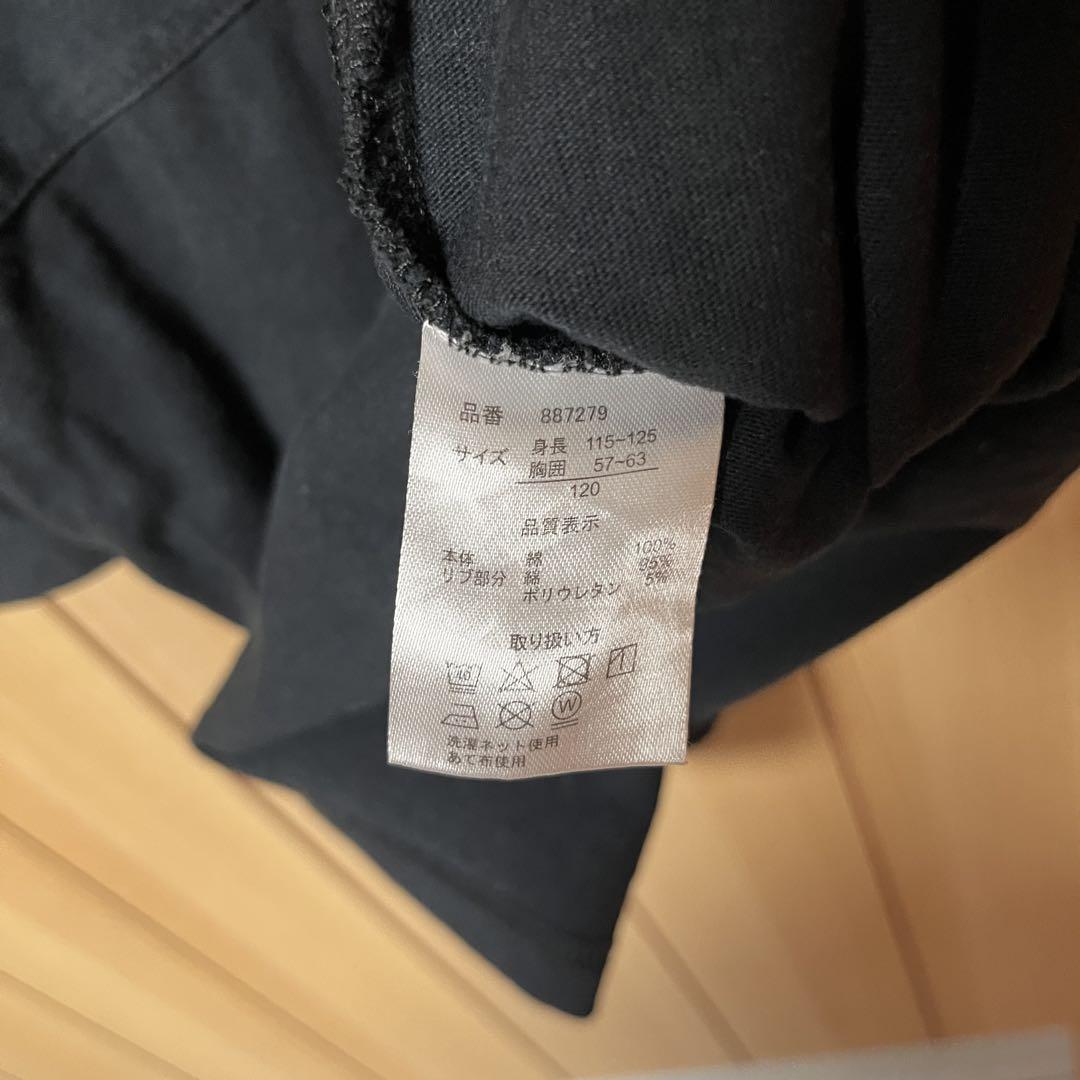 品番 887279
サイズ 身長 115~125
胸囲 57~63
120
品質表示
本体 綿 100%
リブ部分 綿 95%
ポリウレタン 5%
取り扱い方
40
W
洗濯ネット使用
あて布使用